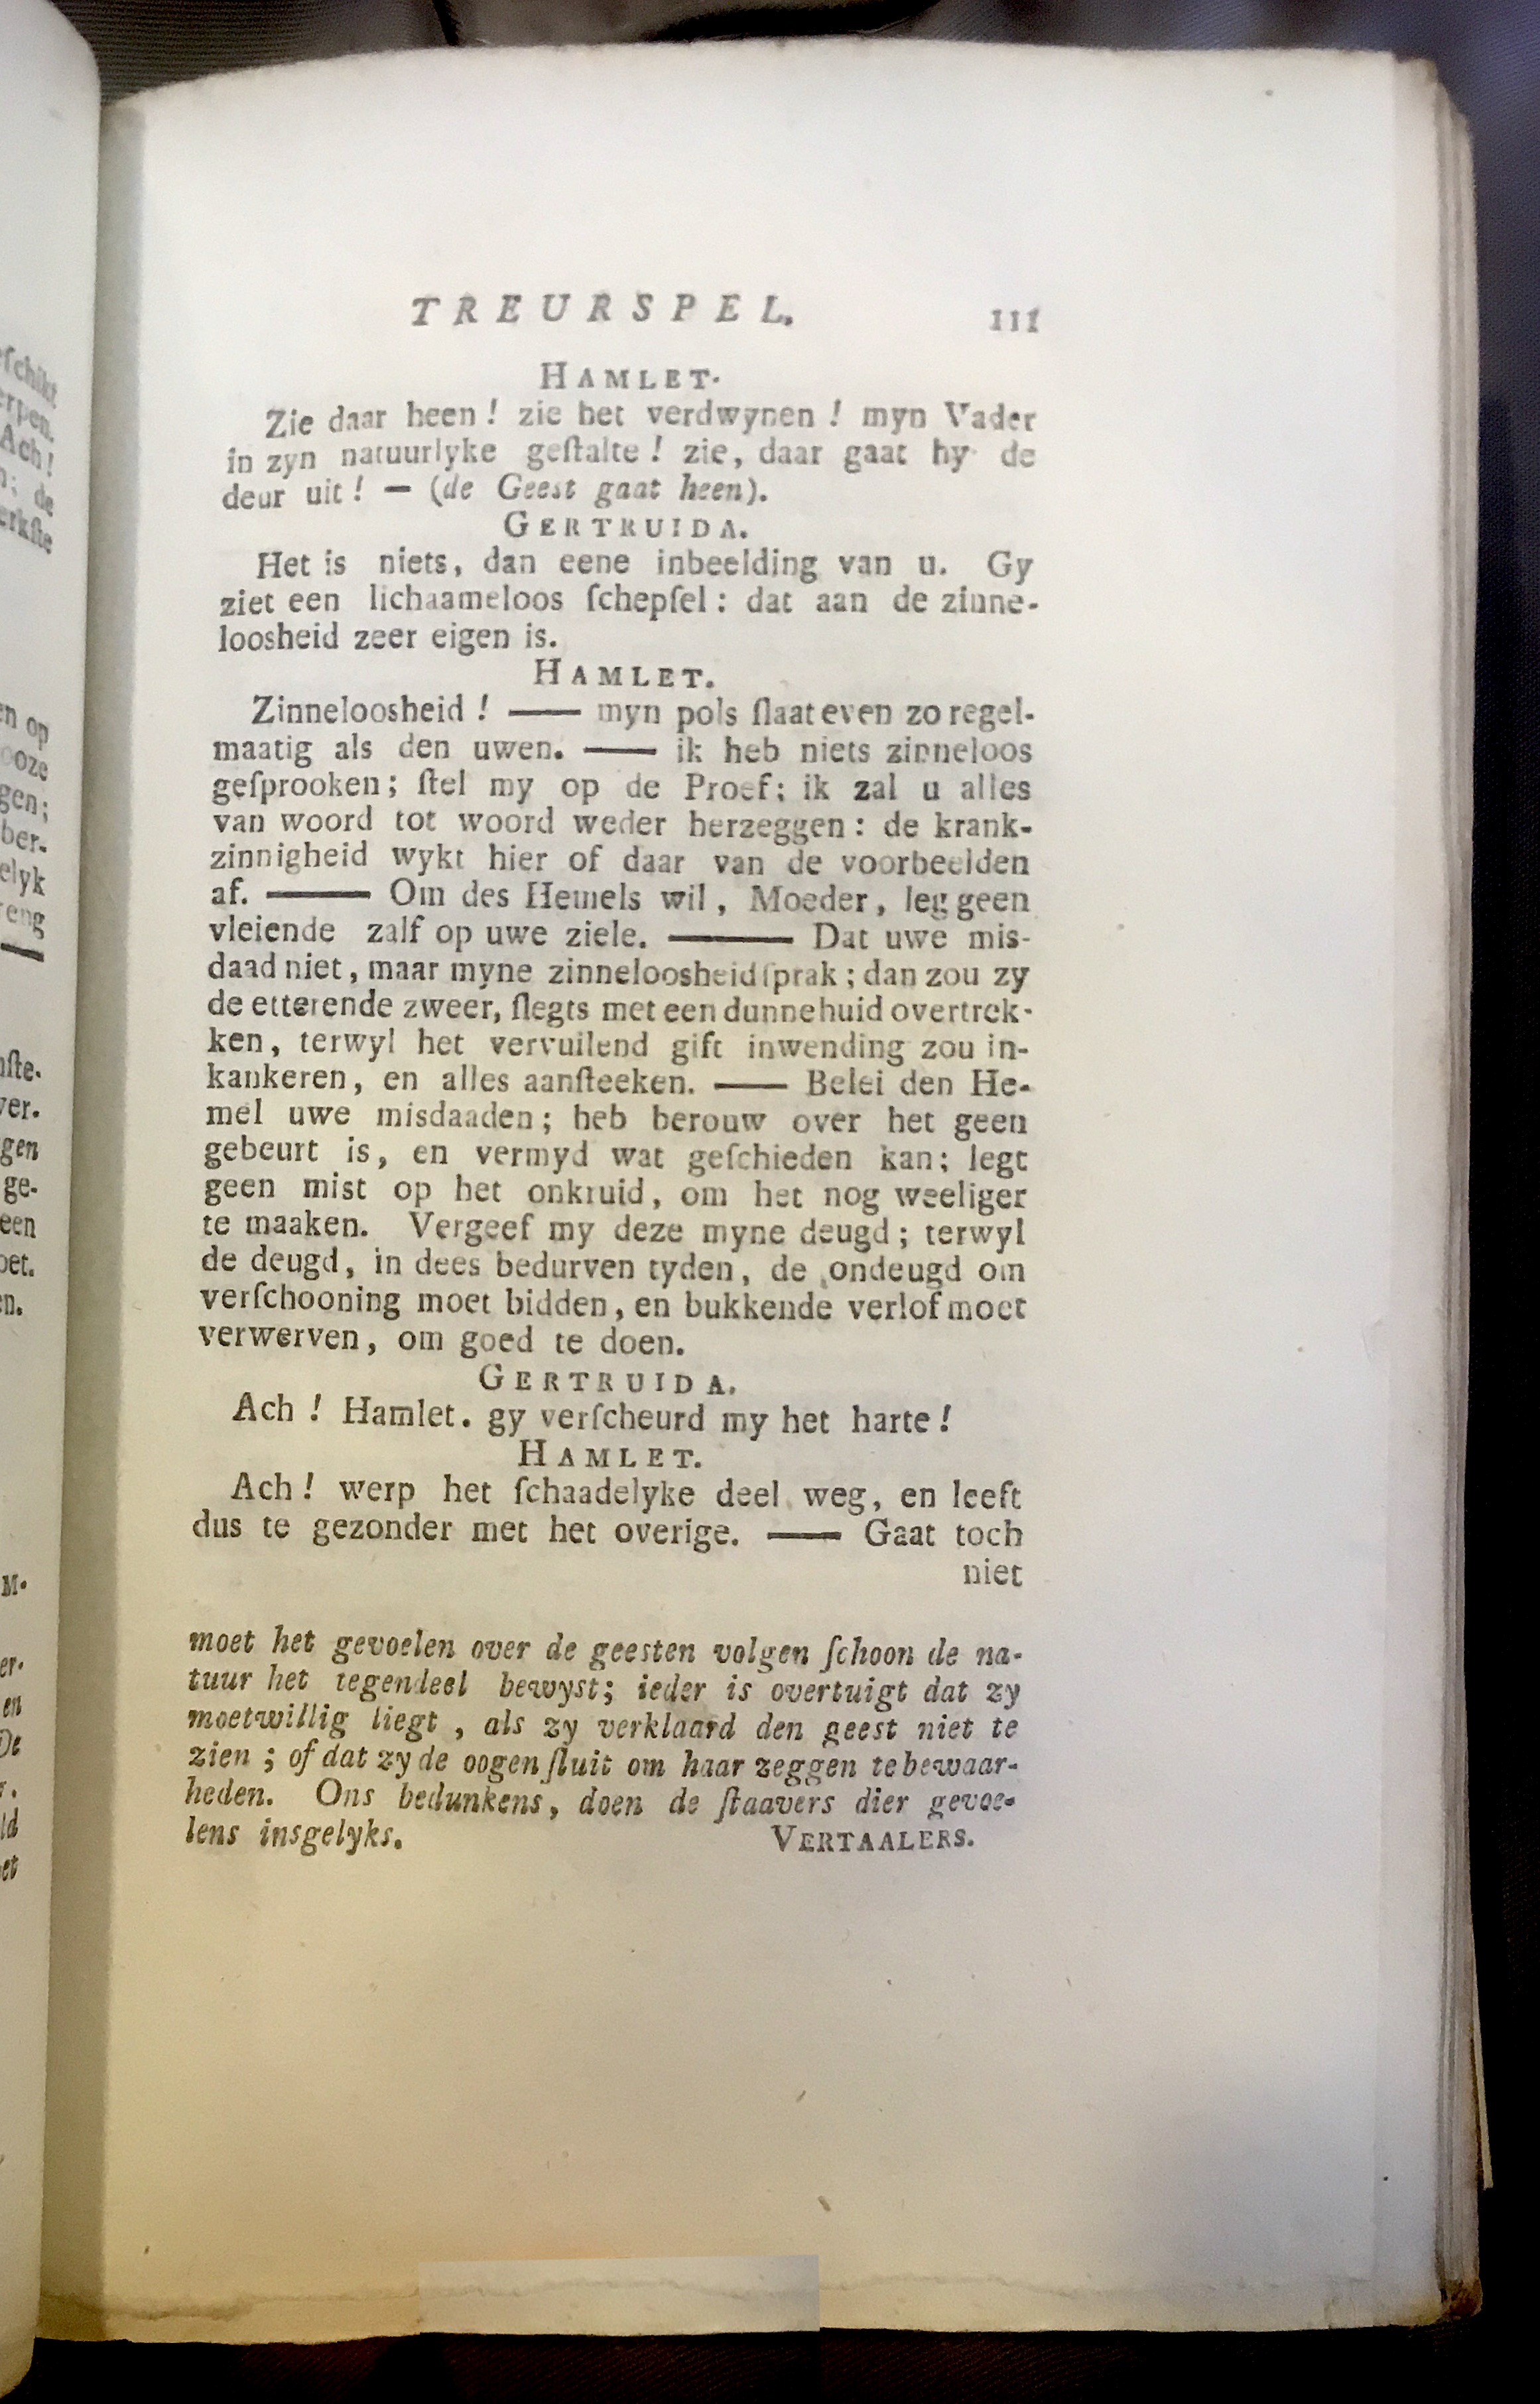 TREURSPEL. 111
HAMLET.
Zie daar heen! zie het verdwynen! myn Vader
in zyn natuurlyke geſtalte! zie, daar gaat hy de
deur uit! — (de Geest gaat heen).
GERTRUIDA.
Het is niets, dan eene inbeelding van u. Gy
ziet een lichaameloos ſchepſel: dat aan de zinne-
loosheid zeer eigen is.
HAMLET.
Zinneloosheid! — myn pols ſlaat even zo regel-
maatig als den uwen. — ik heb niets zinneloos
geſprooken; ſtel my op de Proef; ik zal u alles
van woord tot woord weder herzeggen: de krank-
zinnigheid wykt hier of daar van de voorbeelden
af. — Om des Hemels wil, Moeder, leg geen
vleiende zalf op uwe ziele. — Dat uwe mis-
daad niet, maar myne zinneloosheid ſprak; dan zou zy
de etterende zweer, ſlegts met een dunne huid overtrek-
ken, terwyl het vervuilend gift inwending zou in-
kankeren, en alles aanſteeken. — Belei den He-
mel uwe misdaaden; heb berouw over het geen
gebeurt is, en vermyd wat geſchieden kan; legt
geen mist op het onkruid, om het nog weeliger
te maaken. Vergeef my deze myne deugd; terwyl
de deugd, in dees bedurven tyden, de ondeugd om
verſchooning moet bidden, en bukkende verlof moet
verwerven, om goed te doen.
GERTRUIDA.
Ach! Hamlet. gy verſcheurd my het harte!
HAMLET.
Ach! werp het ſchaadelyke deel weg, en leeft
dus te gezonder met het overige. — Gaat toch
niet
moet het gevoelen over de geesten volgen ſchoon de na-
tuur het tegendeel bewyst; ieder is overtuigt dat zy
moetwillig liegt, als zy verklaard den geest niet te
zien; of dat zy de oogen ſluit om haar zeggen te bewaar-
heden. Ons bedunkens, doen de ſtaavers dier gevoe-
lens insgelyks. VERTAALERS.